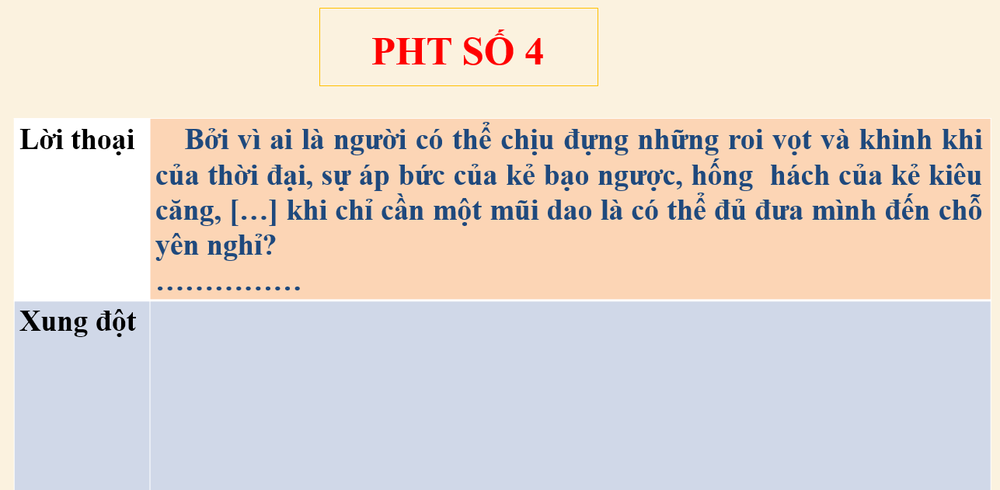 PHT SỐ 4
Lời thoại
Bởi vì ai là người có thể chịu đựng những roi vọt và khinh khi
của thời đại, sự áp bức của kẻ bạo ngược, hống hách của kẻ kiêu
căng, […] khi chỉ cần một mũi dao là có thể đủ đưa mình đến chỗ
yên nghỉ?
……………
Xung đột